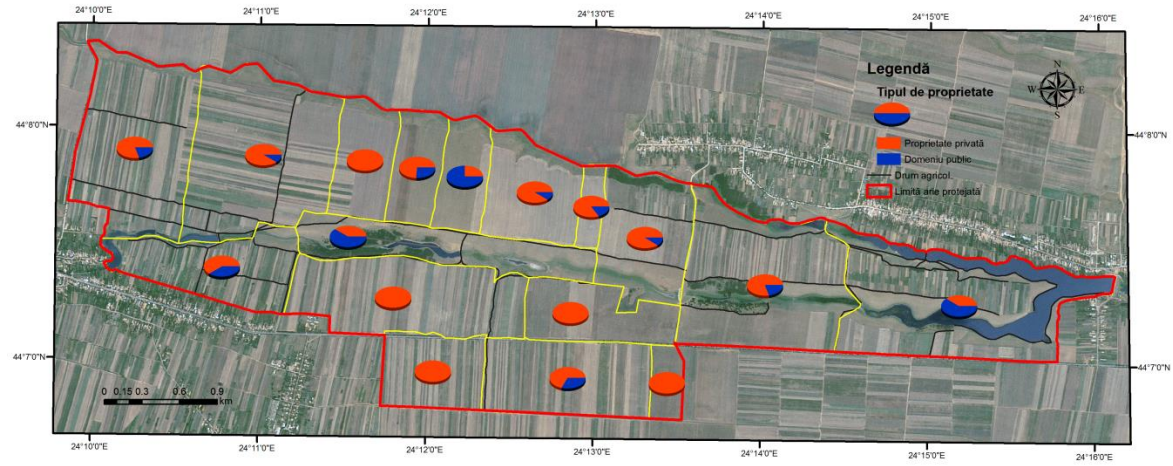 24°10'0"E 24°11'0"E 24°12'0"E 24°13'0"E 24°14'0"E 24°15'0"E 24°16'0"E
Legendă
N
W E
S
Tipul de proprietate
44°8'0"N 44°8'0"N
Proprietate privată
Domeniu public
Drum agricol
Limită arie protejată
44°7'0"N 44°7'0"N
0 0,15 0,3 0,6 0,9
km
24°10'0"E 24°11'0"E 24°12'0"E 24°13'0"E 24°14'0"E 24°15'0"E 24°16'0"E